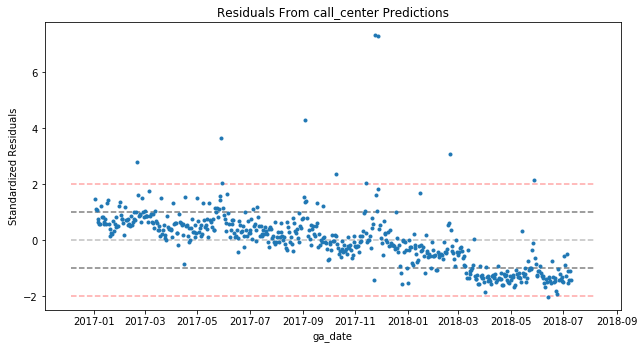 Residuals From call_center Predictions
Standardized Residuals
6
4
2
0
−2
2017-01 2017-03 2017-05 2017-07 2017-09 2017-11 2018-01 2018-03 2018-05 2018-07 2018-09
ga_date